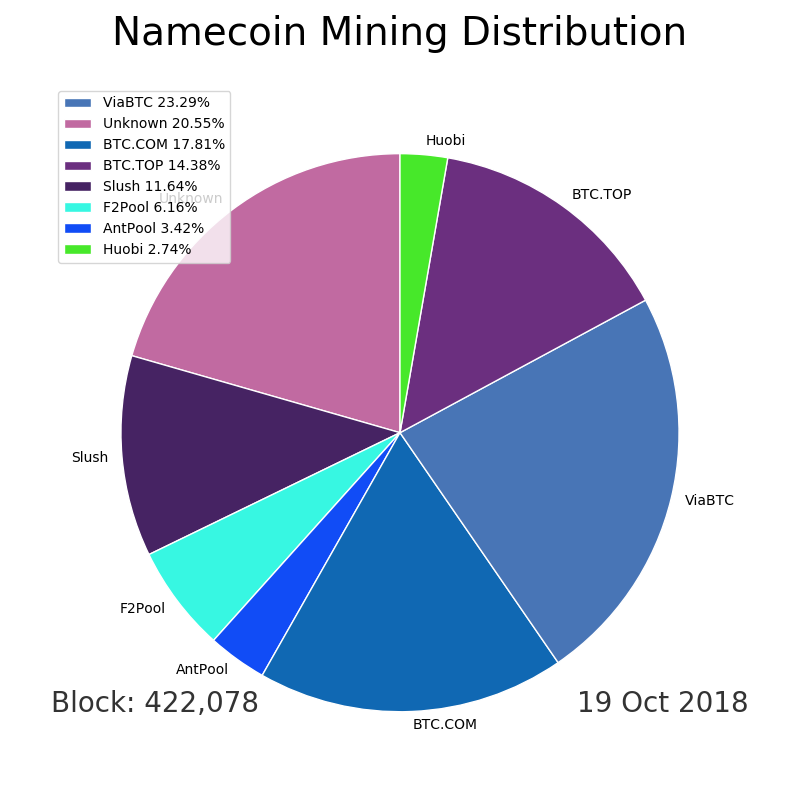 Namecoin Mining Distribution
ViaBTC 23.29%
Unknown 20.55%
BTC.COM 17.81%
BTC.TOP 14.38%
Slush 11.64%
F2Pool 6.16%
AntPool 3.42%
Huobi 2.74%
Huobi
BTC.TOP
Unknown
Slush
ViaBTC
F2Pool
AntPool
BTC.COM
Block: 422,078
19 Oct 2018